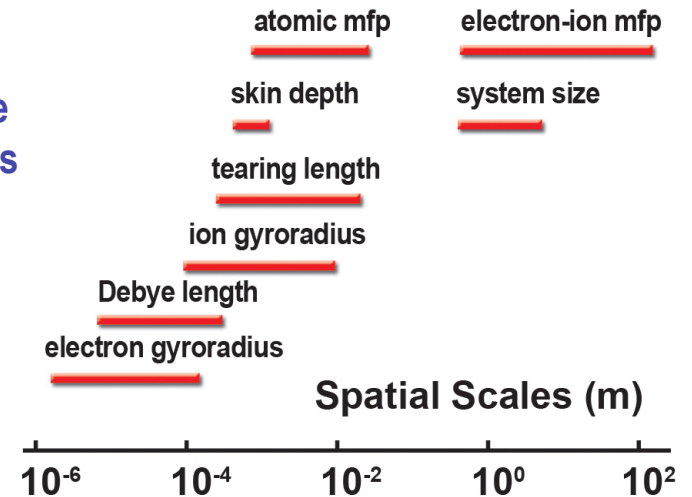 atomic mfp electron-ion mfp
e skin depth system size
s
tearing length
ion gyroradius
Debye length
electron gyroradius
Spatial Scales (m)
10⁻⁶ 10⁻⁴ 10⁻² 10⁰ 10²